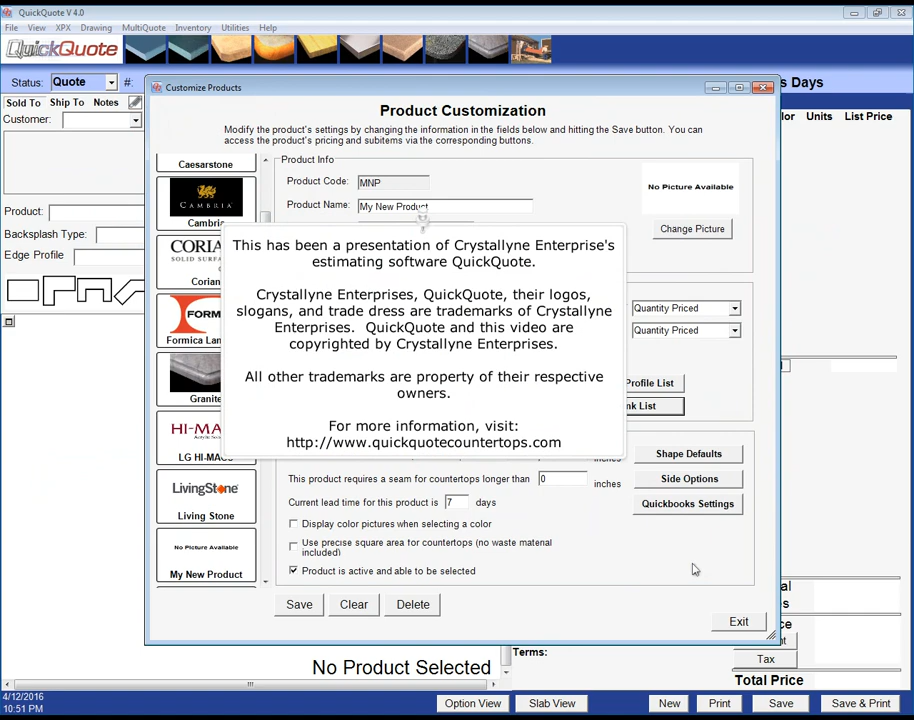 QuickQuote V 4.0
File View XPX Drawing MultiQuote Inventory Utilities Help
QuickQuote
Status: Quote #:
s Days
Sold To Ship To Notes
Customer:
lor Units List Price
Product:
Backsplash Type:
Edge Profile
Customize Products
Product Customization
Modify the product's settings by changing the information in the fields below and hitting the Save button. You can
access the product's pricing and subitems via the corresponding buttons.
Caesarstone
CAMBRIA
Cambria
CORIA
SOLID SURFA
Corian
FORM
Formica Lam
Granite
HI-MA
LG HI-MACS
LivingStone
Living Stone
No Picture Available
My New Product
Product Info
Product Code: MNP
Product Name: My New Product
No Picture Available
Change Picture
This has been a presentation of Crystallyne Enterprise's
estimating software QuickQuote.
Crystallyne Enterprises, QuickQuote, their logos,
slogans, and trade dress are trademarks of Crystallyne
Enterprises. QuickQuote and this video are
copyrighted by Crystallyne Enterprises.
All other trademarks are property of their respective
owners.
For more information, visit:
http://www.quickquotecountertops.com
Quantity Priced
Quantity Priced
Profile List
nk List
inches
This product requires a seam for countertops longer than 0 inches
Current lead time for this product is 7 days
Display color pictures when selecting a color
Use precise square area for countertops (no waste material
included)
Product is active and able to be selected
Shape Defaults
Side Options
Quickbooks Settings
Save Clear Delete
Exit
No Product Selected
Terms:
Tax
Total Price
4/12/2016
10:51 PM
Option View Slab View New Print Save Save & Print